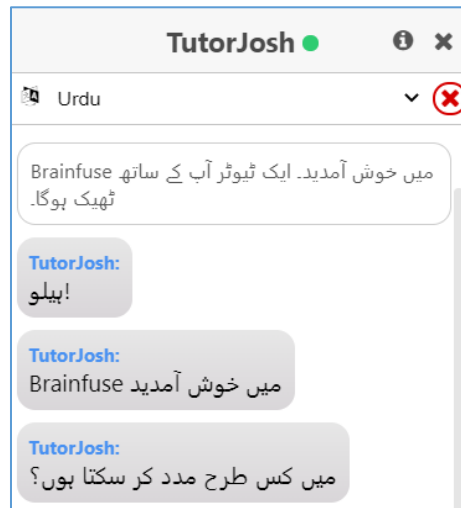 TutorJosh
Urdu
Brainfuse میں خوش آمدید۔ ایک ٹیوٹر آپ کے ساتھ
ٹھیک ہوگا۔
TutorJosh:
ہیلو!
TutorJosh:
Brainfuse میں خوش آمدید
TutorJosh:
میں کس طرح مدد کر سکتا ہوں؟